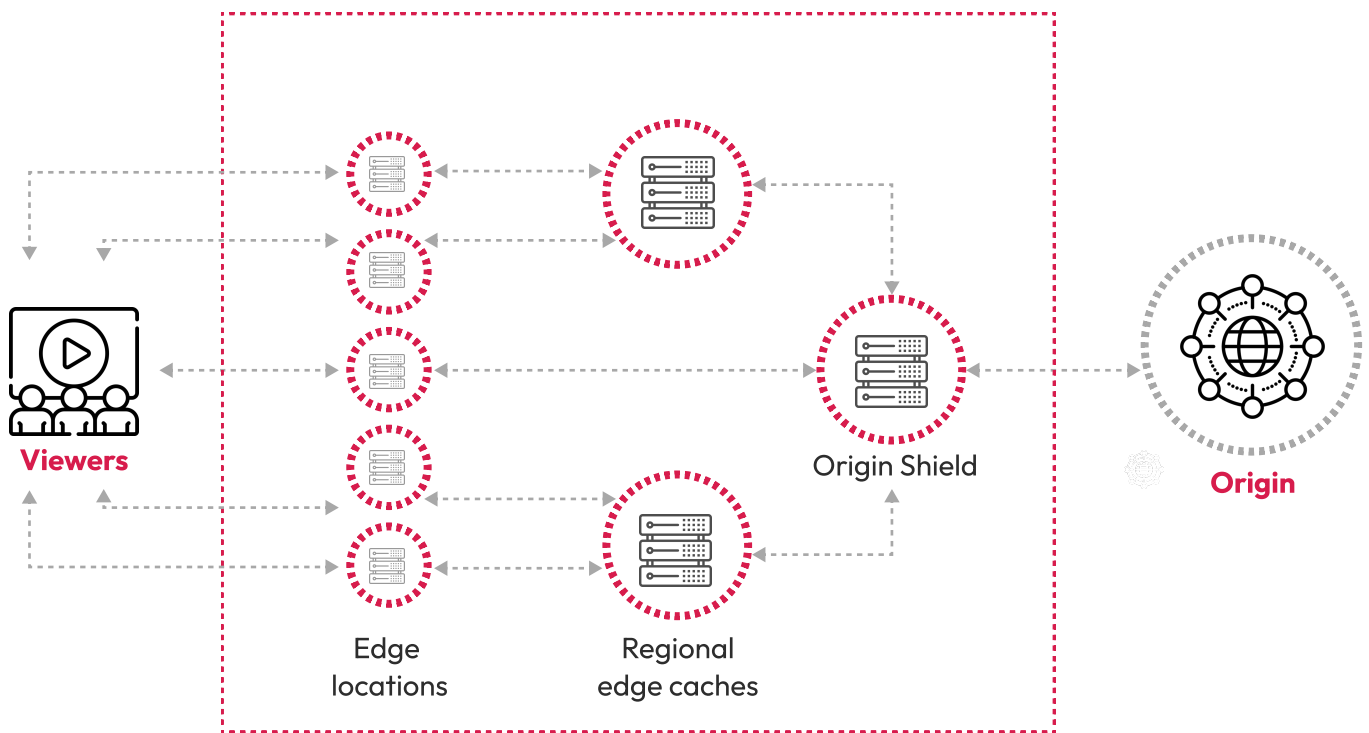 Viewers
Edge
locations
Regional
edge caches
Origin Shield
Origin